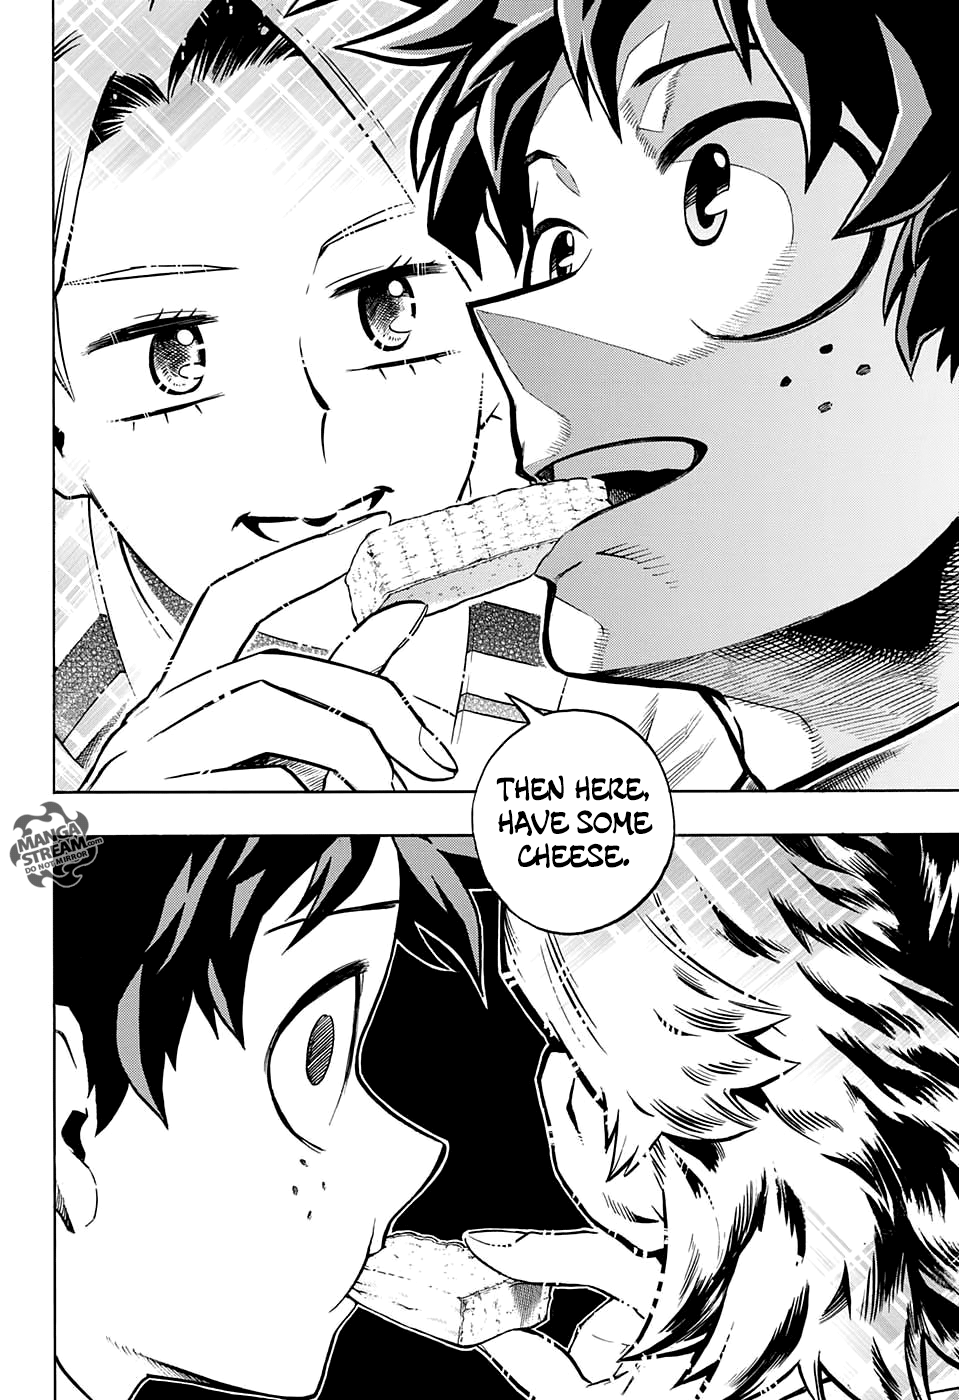 THEN HERE,
HAVE SOME
CHEESE.
MANGA
STREAM.COM
DO NOT MIRROR